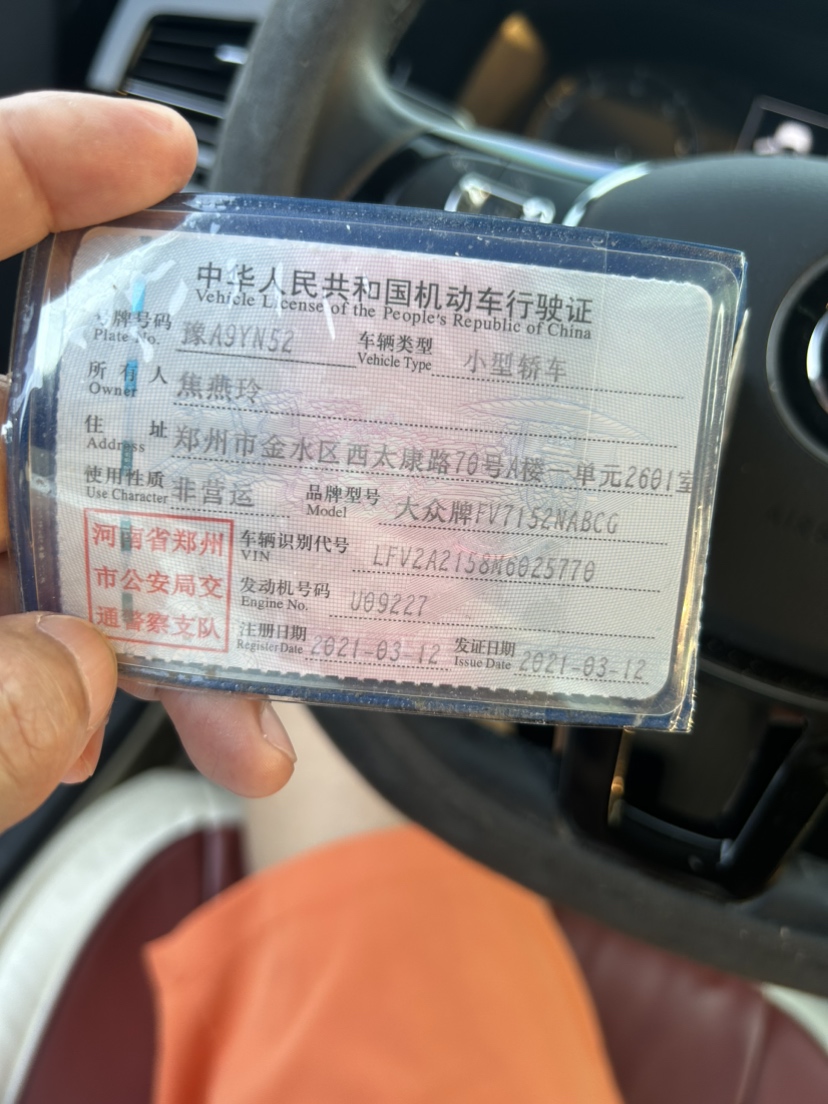 中华人民共和国机动车行驶证
Vehicle License of the People's Republic of China
号牌号码 豫A9YN52 车辆类型 小型轿车
Plate No. Vehicle Type
所有人 焦燕玲
Owner
住址 郑州市金水区西太康路70号A楼一单元2601室
Address
使用性质 非营运 品牌型号 大众牌FV7152NABCG
Use Character Model
河南省郑州
市公安局交
通警察支队
车辆识别代号 LFV2A2158M6025770
VIN
发动机号码 U09227
Engine No.
注册日期 2021-03-12 发证日期 2021-03-12
Register Date Issue Date